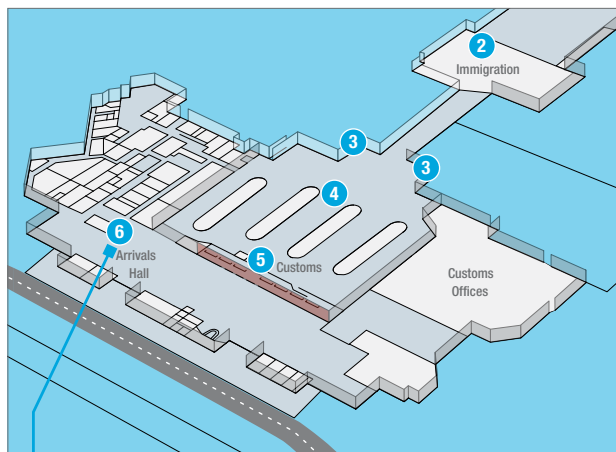 2
Immigration
3
3
4
6
Arrivals
Hall
5
Customs
Customs
Offices